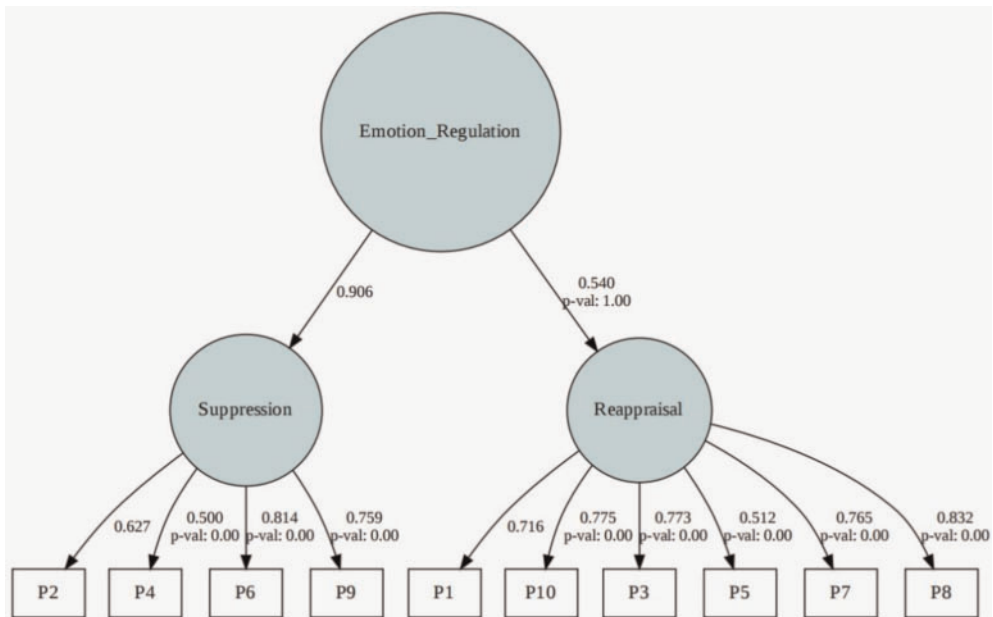 Emotion_Regulation
0.906
0.540
p-val: 1.00
Suppression
Reappraisal
0.627
0.500
p-val: 0.00
0.814
p-val: 0.00
0.759
p-val: 0.00
0.716
0.775
p-val: 0.00
0.773
p-val: 0.00
0.512
p-val: 0.00
0.765
p-val: 0.00
0.832
p-val: 0.00
P2
P4
P6
P9
P1
P10
P3
P5
P7
P8